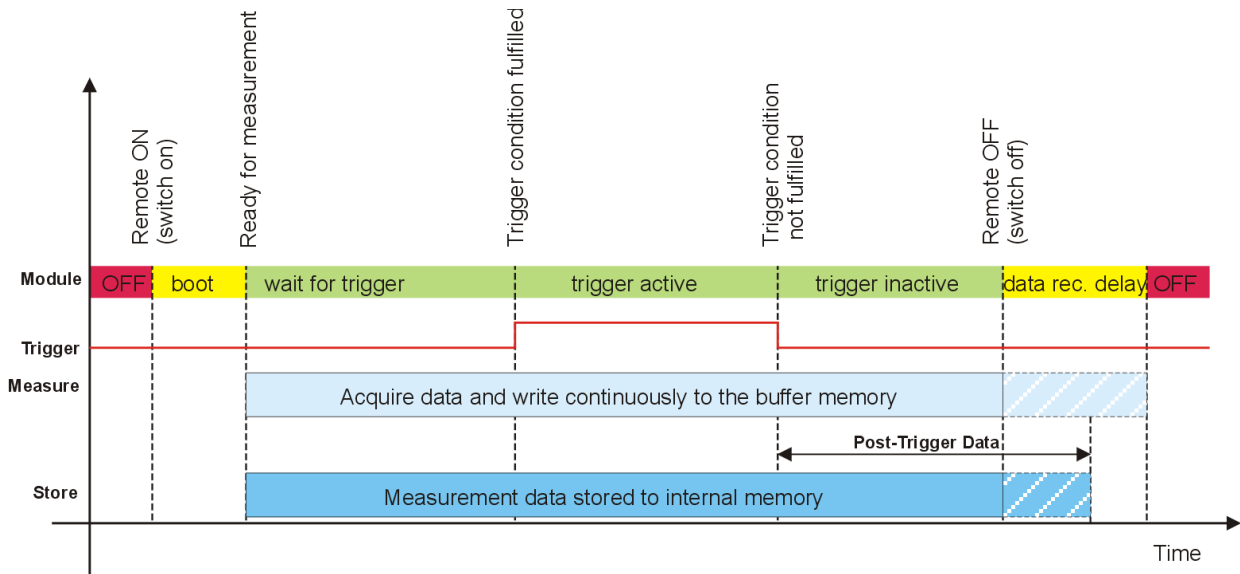 Remote ON
(switch on)
Ready for measurement
Trigger condition fulfilled
Trigger condition
not fulfilled
Remote OFF
(switch off)
Module
OFF
boot
wait for trigger
trigger active
trigger inactive
data rec. delay
OFF
Trigger
Measure
Acquire data and write continuously to the buffer memory
Post-Trigger Data
Store
Measurement data stored to internal memory
Time